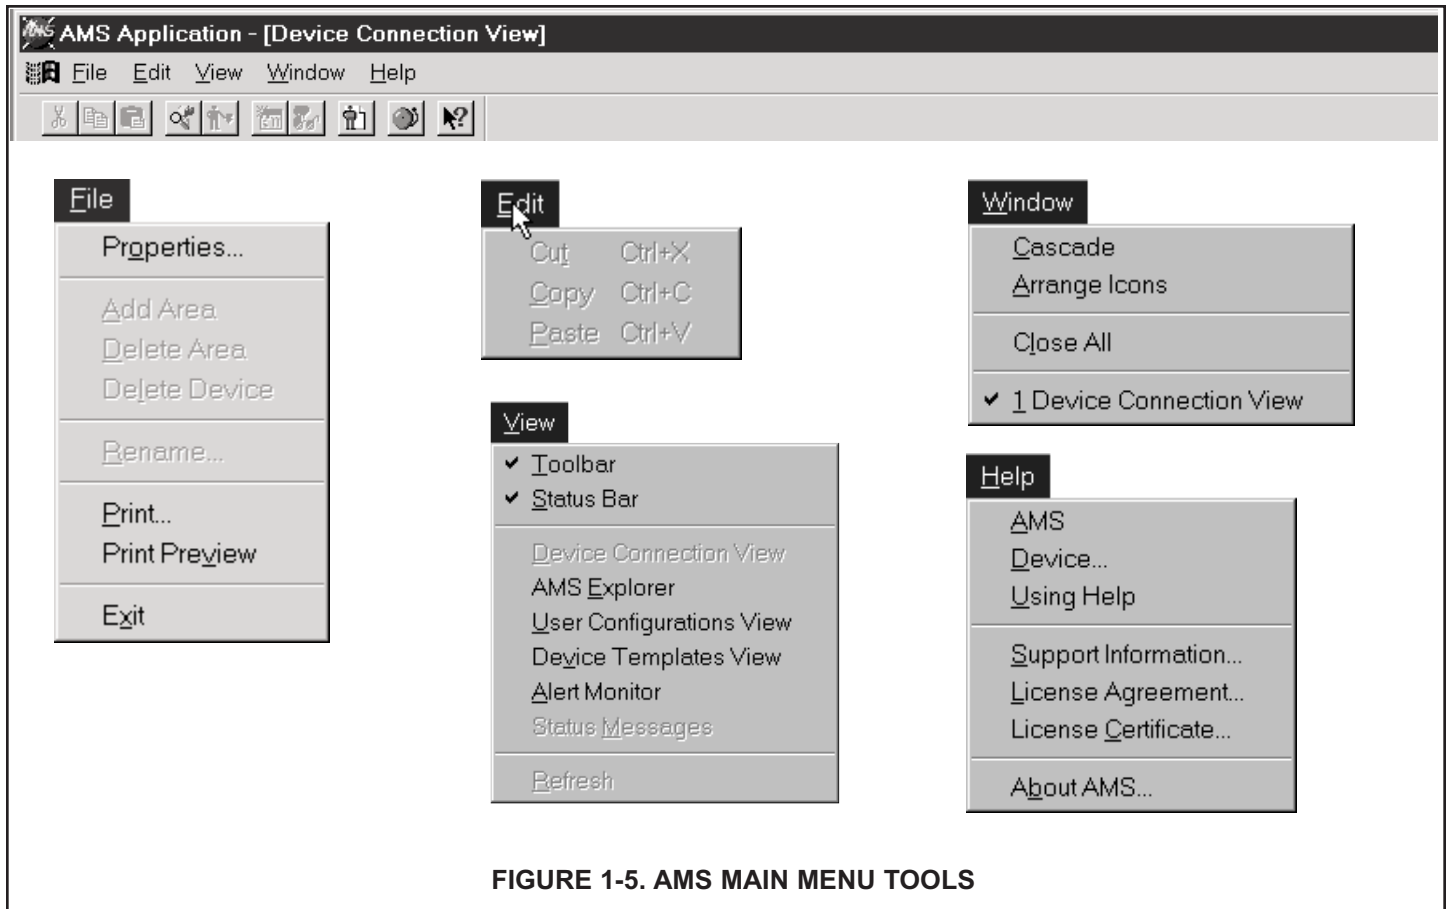 AMS AMS Application - [Device Connection View]
File Edit View Window Help
File
Properties...
Add Area
Delete Area
Delete Device
Rename...
Print...
Print Preview
Exit
Edit
Cut Ctrl+X
Copy Ctrl+C
Paste Ctrl+V
View
Toolbar
Status Bar
Device Connection View
AMS Explorer
User Configurations View
Device Templates View
Alert Monitor
Status Messages
Refresh
Window
Cascade
Arrange Icons
Close All
1 Device Connection View
Help
AMS
Device...
Using Help
Support Information...
License Agreement...
License Certificate...
About AMS...
FIGURE 1-5. AMS MAIN MENU TOOLS